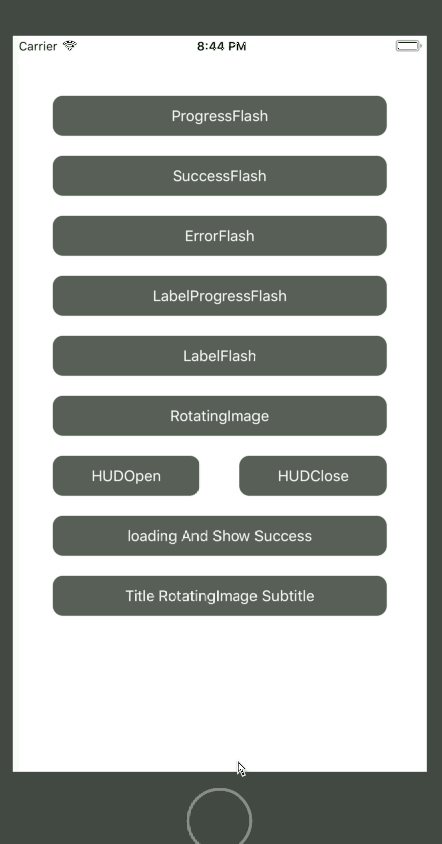 Carrier 8:44 PM
ProgressFlash
SuccessFlash
ErrorFlash
LabelProgressFlash
LabelFlash
RotatingImage
HUDOpen HUDClose
loading And Show Success
Title RotatingImage Subtitle